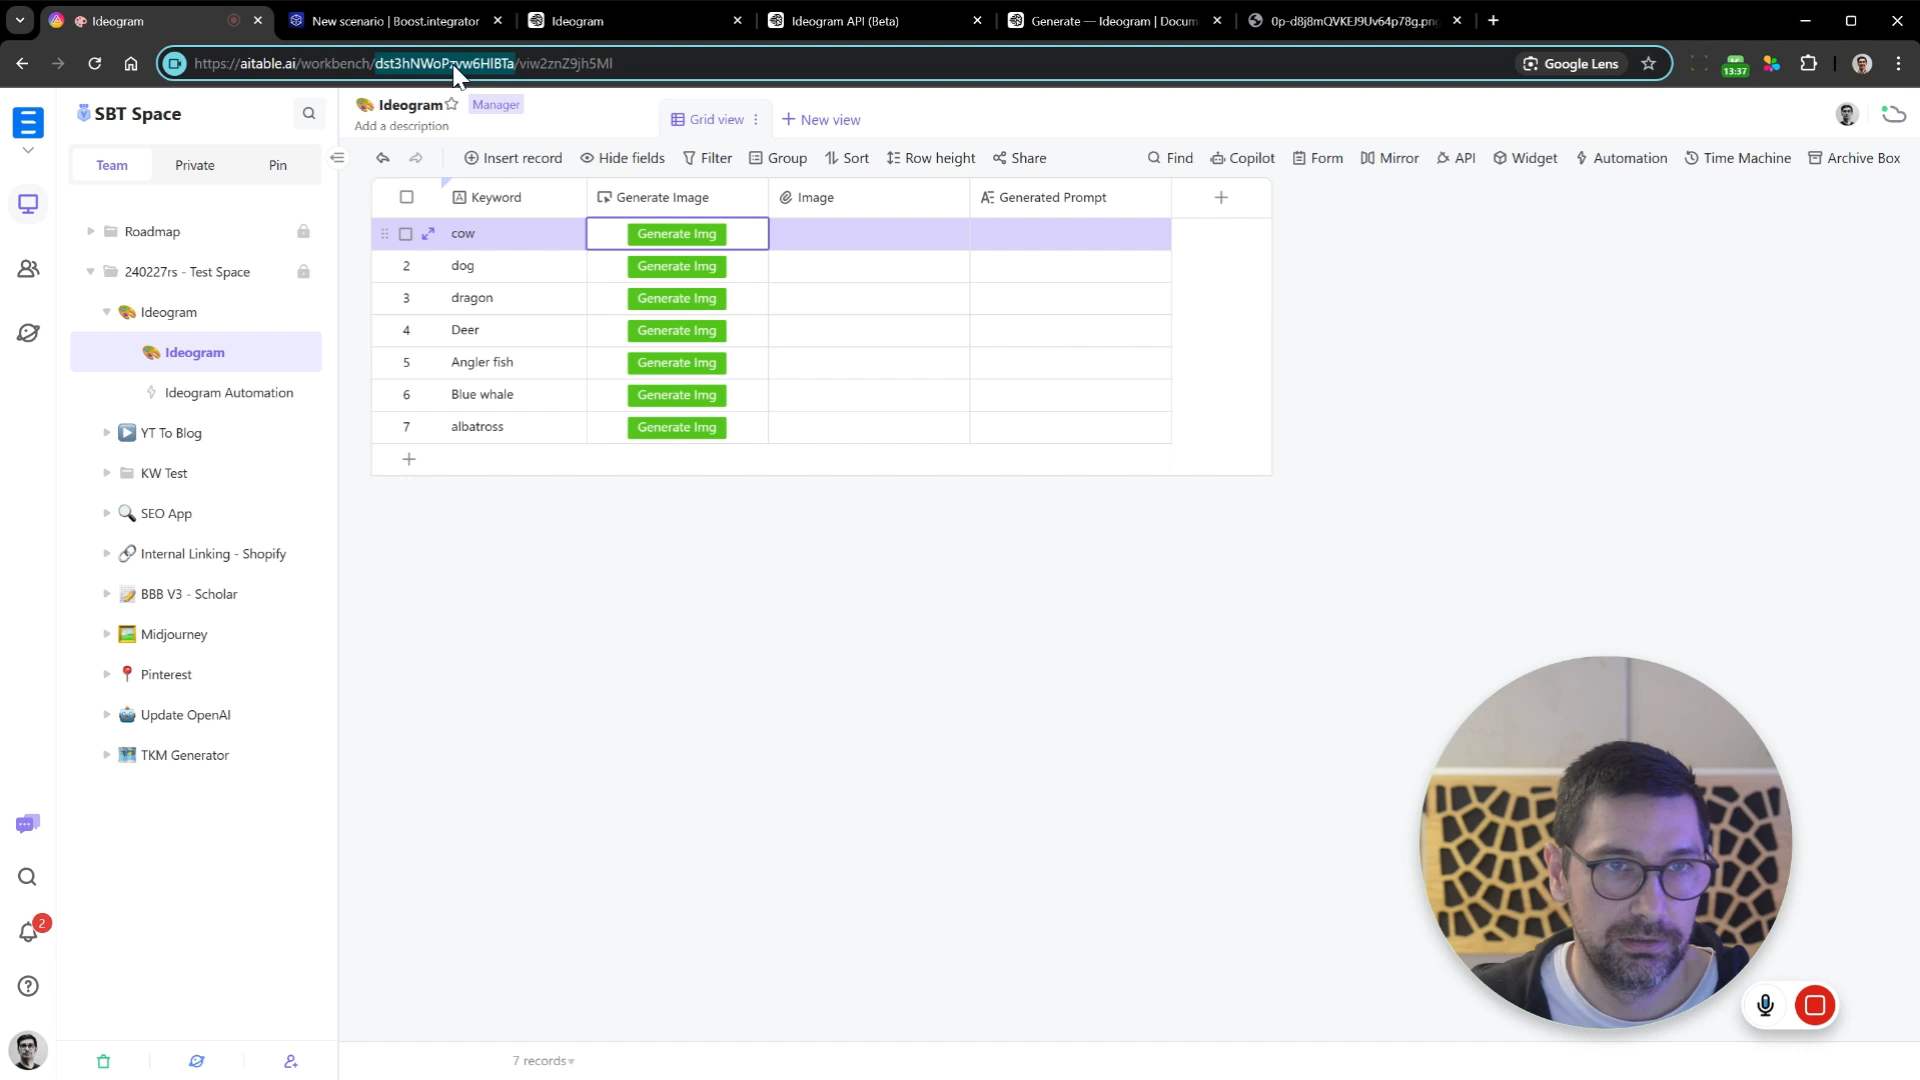 Ideogram
New scenario | Boost.integrator
Ideogram
Ideogram API (Beta)
Generate — Ideogram | Docum
0p-d8j8mQVKEJ9Uv64p78g.pn
https://aitable.ai/workbench/dst3hNWoPzvw6HlBTa/viw2znZ9jh5Ml
Google Lens
13:37
SBT Space
Team
Private
Pin
Roadmap
240227rs - Test Space
Ideogram
Ideogram
Ideogram Automation
YT To Blog
KW Test
SEO App
Internal Linking - Shopify
BBB V3 - Scholar
Midjourney
Pinterest
Update OpenAI
TKM Generator
2
Ideogram
Manager
Add a description
Grid view
New view
Insert record
Hide fields
Filter
Group
Sort
Row height
Share
Find
Copilot
Form
Mirror
API
Widget
Automation
Time Machine
Archive Box
Keyword
Generate Image
Image
Generated Prompt
cow Generate Img
2 dog Generate Img
3 dragon Generate Img
4 Deer Generate Img
5 Angler fish Generate Img
6 Blue whale Generate Img
7 albatross Generate Img
7 records